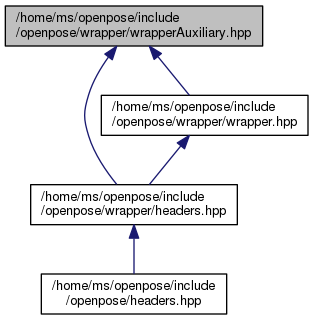 /home/ms/openpose/include
/openpose/wrapper/wrapperAuxiliary.hpp
/home/ms/openpose/include
/openpose/wrapper/wrapper.hpp
/home/ms/openpose/include
/openpose/wrapper/headers.hpp
/home/ms/openpose/include
/openpose/headers.hpp